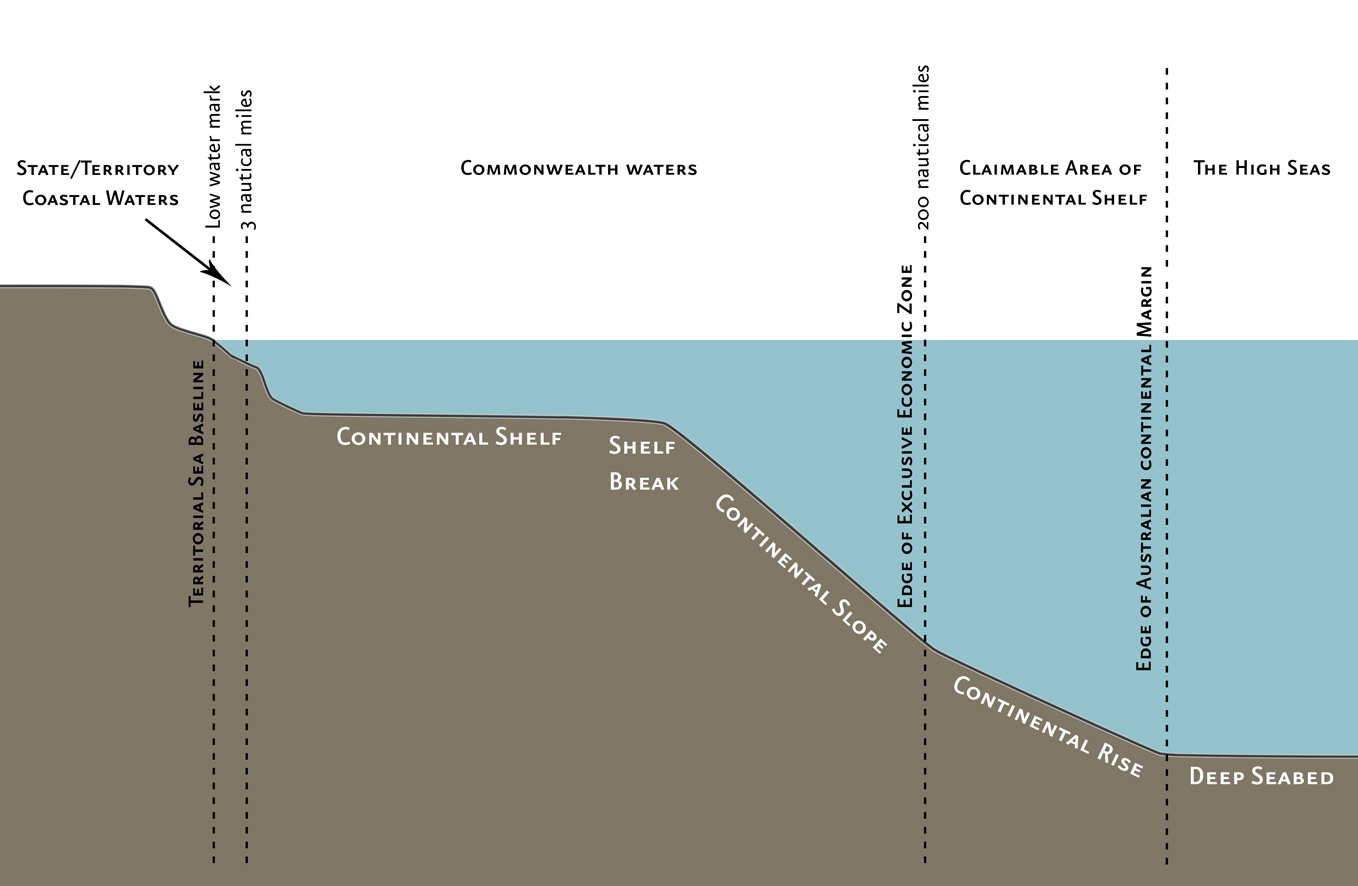 Low water mark
3 nautical miles
200 nautical miles
State/Territory
Coastal Waters
Commonwealth waters
Claimable Area of
Continental Shelf
The High Seas
Territorial Sea Baseline
Edge of Exclusive Economic Zone
Edge of Australian continental Margin
Continental Shelf
Shelf
Break
Continental Slope
Continental Rise
Deep Seabed